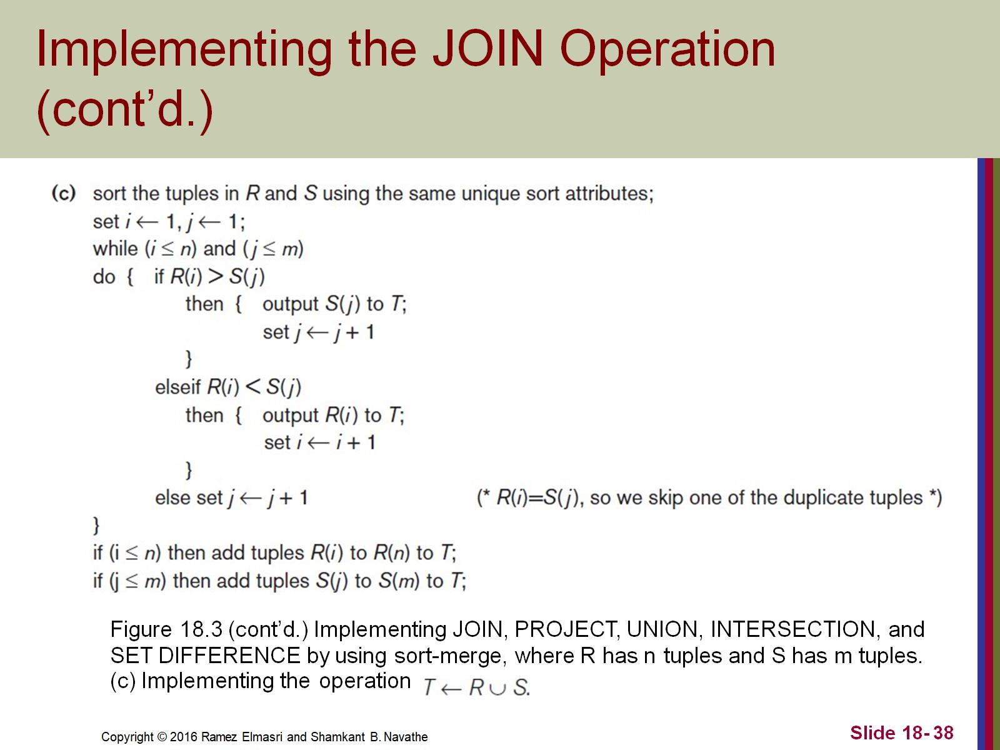 Implementing the JOIN Operation
(cont’d.)
(c) sort the tuples in R and S using the same unique sort attributes;
set i ← 1, j ← 1;
while (i ≤ n) and (j ≤ m)
do { if R(i) > S(j)
then { output S(j) to T;
set j ← j + 1
}
elseif R(i) < S(j)
then { output R(i) to T;
set i ← i + 1
}
else set j ← j + 1 (* R(i)=S(j), so we skip one of the duplicate tuples *)
}
if (i ≤ n) then add tuples R(i) to R(n) to T;
if (j ≤ m) then add tuples S(j) to S(m) to T;
Figure 18.3 (cont’d.) Implementing JOIN, PROJECT, UNION, INTERSECTION, and
SET DIFFERENCE by using sort-merge, where R has n tuples and S has m tuples.
(c) Implementing the operation T ← R ∪ S.
Copyright © 2016 Ramez Elmasri and Shamkant B. Navathe
Slide 18- 38